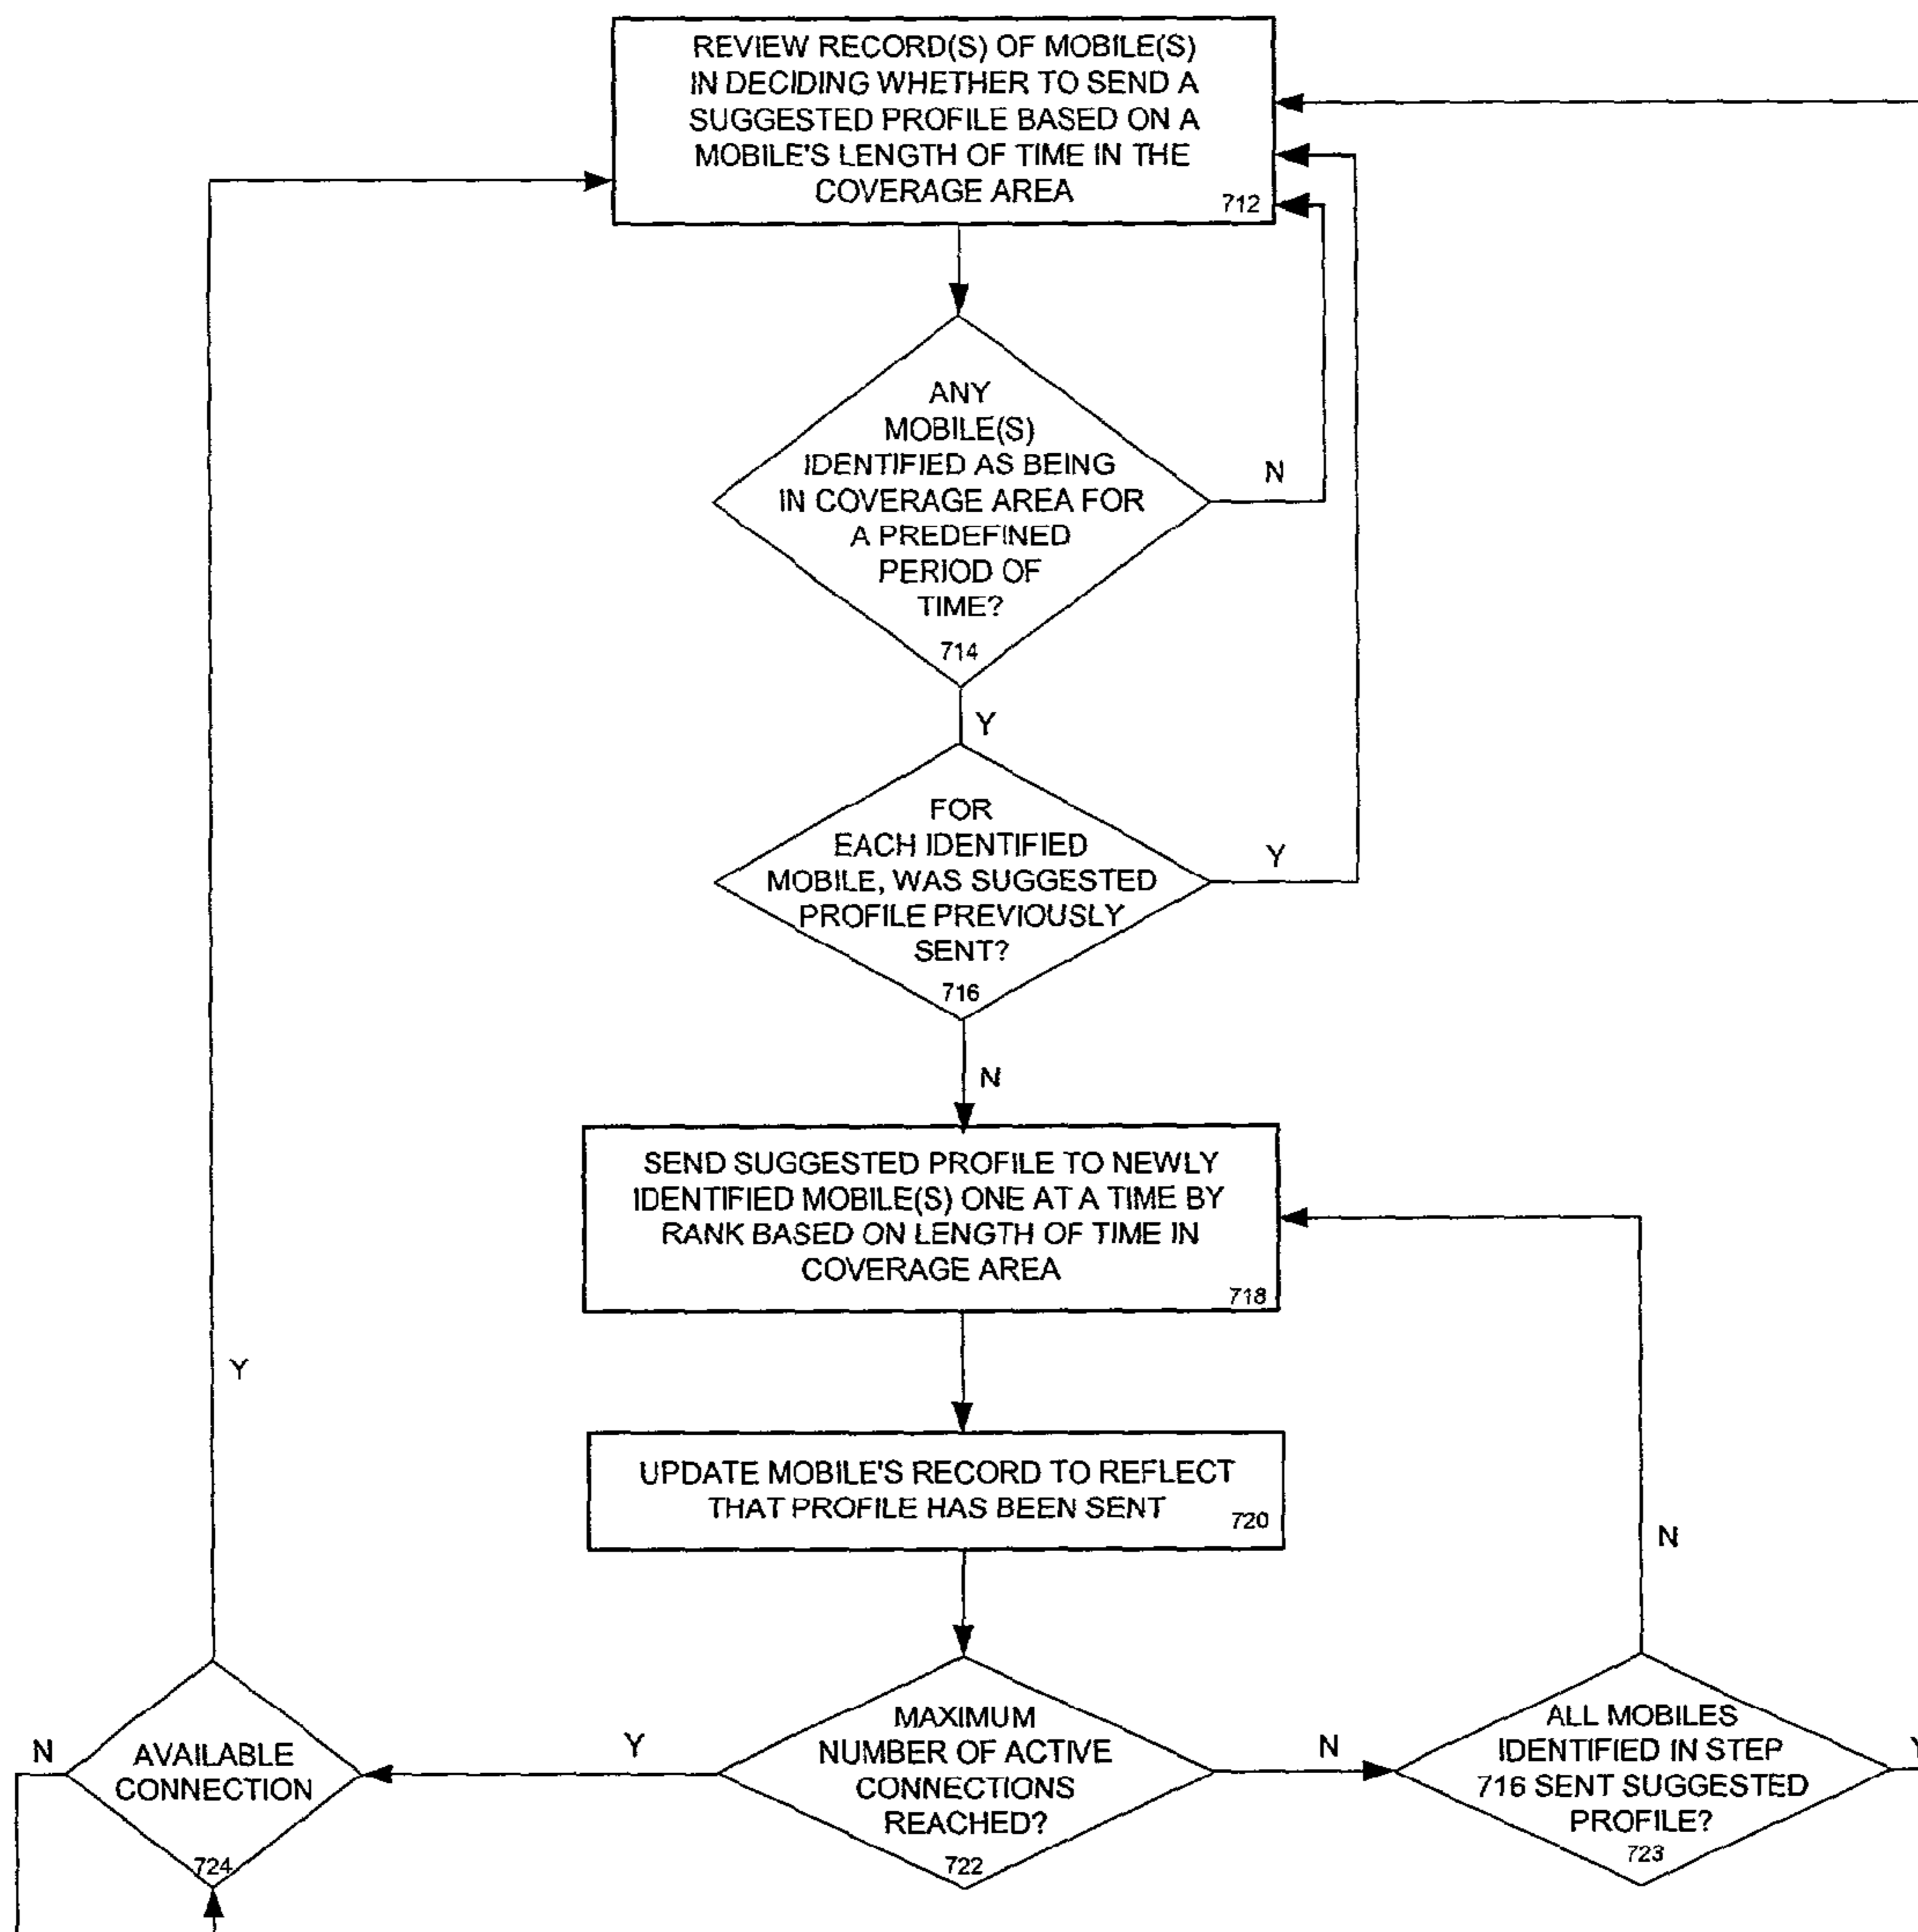 REVIEW RECORD(S) OF MOBILE(S)
IN DECIDING WHETHER TO SEND A
SUGGESTED PROFILE BASED ON A
MOBILE'S LENGTH OF TIME IN THE
COVERAGE AREA
712
ANY
MOBILE(S)
IDENTIFIED AS BEING
IN COVERAGE AREA FOR
A PREDEFINED
PERIOD OF
TIME?
714
N
Y
FOR
EACH IDENTIFIED
MOBILE, WAS SUGGESTED
PROFILE PREVIOUSLY
SENT?
716
Y
N
SEND SUGGESTED PROFILE TO NEWLY
IDENTIFIED MOBILE(S) ONE AT A TIME BY
RANK BASED ON LENGTH OF TIME IN
COVERAGE AREA
718
UPDATE MOBILE'S RECORD TO REFLECT
THAT PROFILE HAS BEEN SENT
720
MAXIMUM
NUMBER OF ACTIVE
CONNECTIONS
REACHED?
722
Y
N
AVAILABLE
CONNECTION
724
Y
N
ALL MOBILES
IDENTIFIED IN STEP
716 SENT SUGGESTED
PROFILE?
723
N